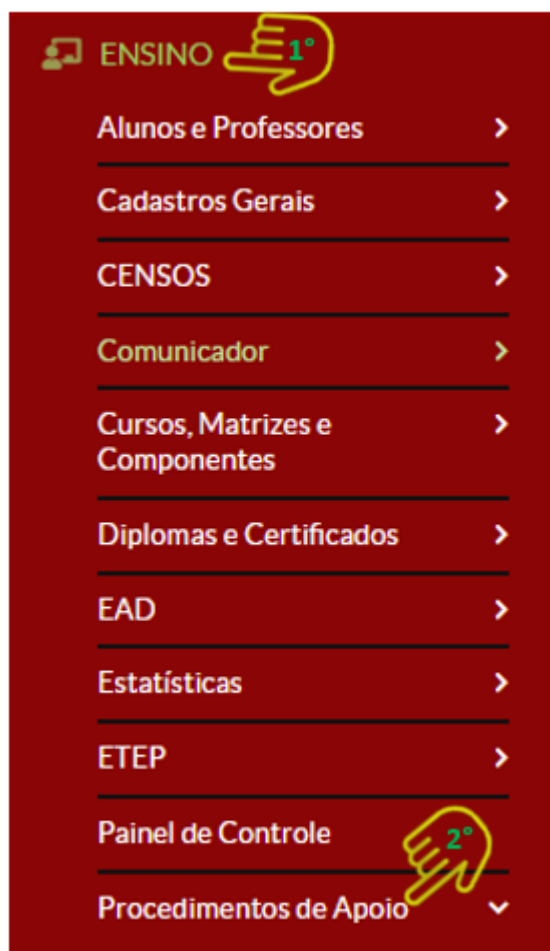 ENSINO 1°
Alunos e Professores
Cadastros Gerais
CENSOS
Comunicador
Cursos, Matrizes e
Componentes
Diplomas e Certificados
EAD
Estatísticas
ETEP
Painel de Controle
2°
Procedimentos de Apoio